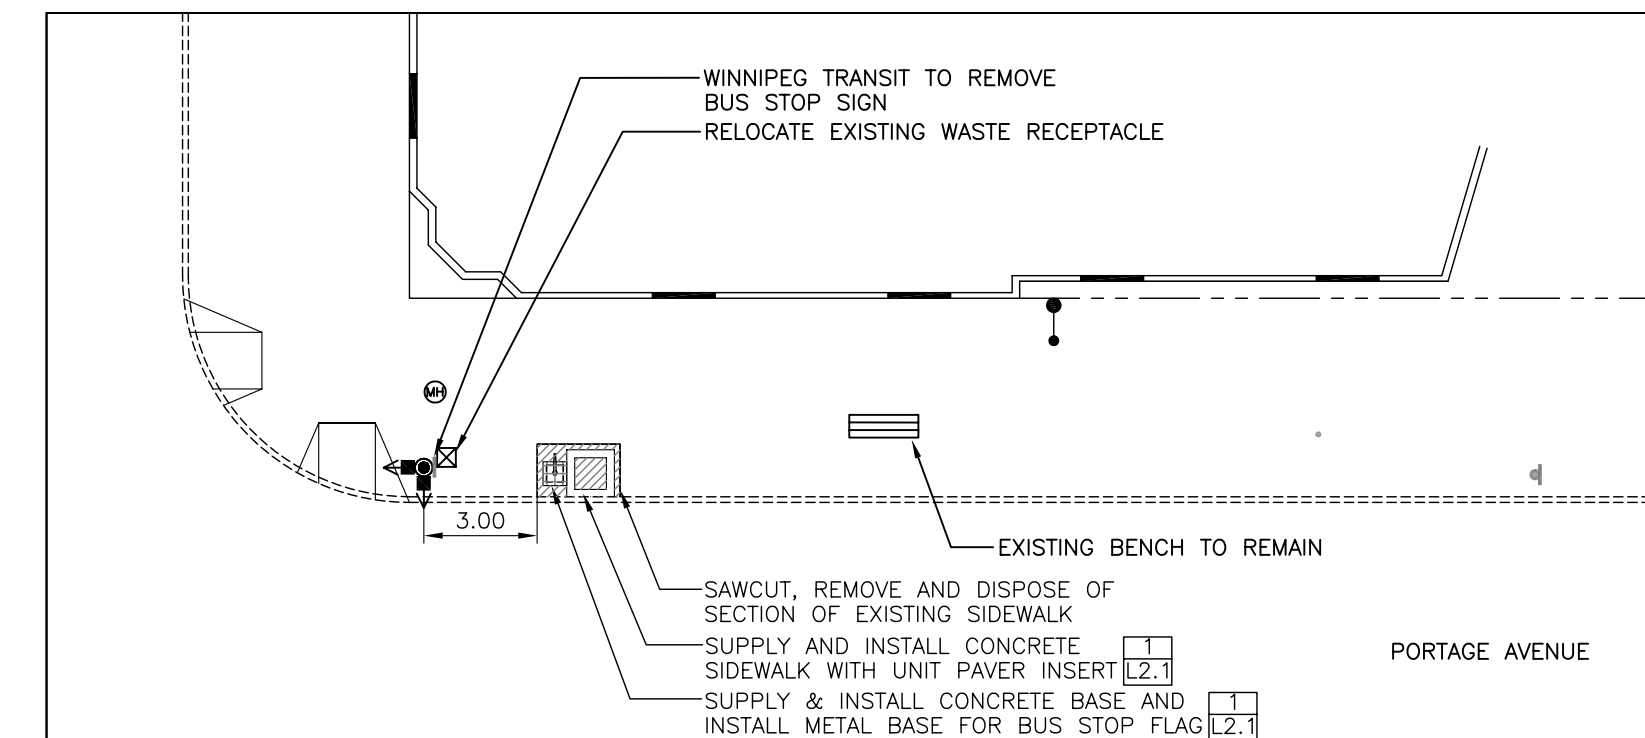 WINNIPEG TRANSIT TO REMOVE
BUS STOP SIGN
RELOCATE EXISTING WASTE RECEPTACLE
MH
3.00
EXISTING BENCH TO REMAIN
SAWCUT, REMOVE AND DISPOSE OF
SECTION OF EXISTING SIDEWALK
SUPPLY AND INSTALL CONCRETE 1
SIDEWALK WITH UNIT PAVER INSERT L2.1
PORTAGE AVENUE
SUPPLY & INSTALL CONCRETE BASE AND 1
INSTALL METAL BASE FOR BUS STOP FLAG L2.1